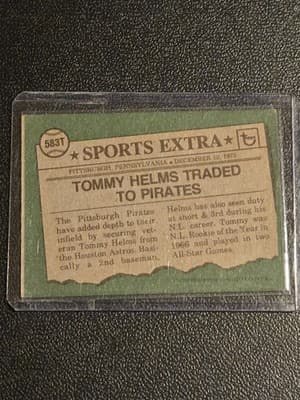 583T
★ SPORTS EXTRA ★
PITTSBURGH, PENNSYLVANIA • DECEMBER 12, 1975
TOMMY HELMS TRADED
TO PIRATES
The Pittsburgh Pirates
have added depth to their
infield by securing vet-
eran Tommy Helms from
the Houston Astros. Basi-
cally a 2nd baseman,
Helms has also seen duty
at short & 3rd during his
N.L. career. Tommy was
N.L. Rookie of the Year in
1966 and played in two
All-Star Games.